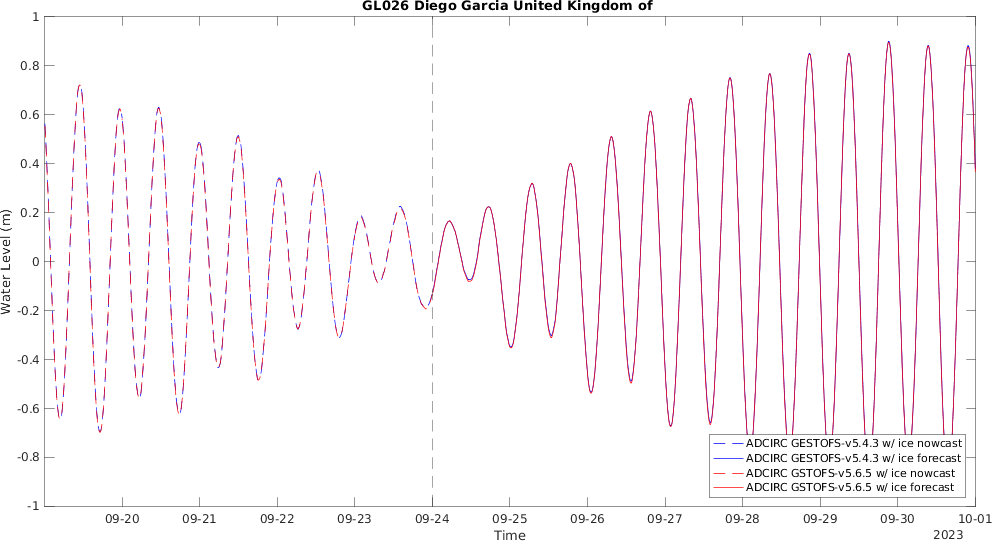 GL026 Diego Garcia United Kingdom of
1
0.8
0.6
0.4
0.2
0
-0.2
-0.4
-0.6
-0.8
-1
Water Level (m)
ADCIRC GESTOFS-v5.4.3 w/ ice nowcast
ADCIRC GESTOFS-v5.4.3 w/ ice forecast
ADCIRC GSTOFS-v5.6.5 w/ ice nowcast
ADCIRC GSTOFS-v5.6.5 w/ ice forecast
09-20 09-21 09-22 09-23 09-24 09-25 09-26 09-27 09-28 09-29 09-30 10-01
Time
2023